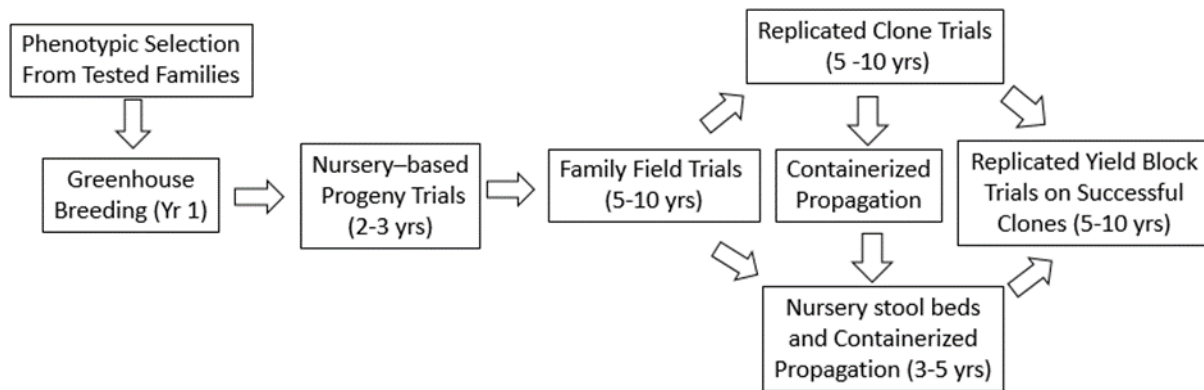 Phenotypic Selection
From Tested Families
Greenhouse
Breeding (Yr 1)
Nursery–based
Progeny Trials
(2-3 yrs)
Family Field Trials
(5-10 yrs)
Replicated Clone Trials
(5 -10 yrs)
Containerized
Propagation
Nursery stool beds
and Containerized
Propagation (3-5 yrs)
Replicated Yield Block
Trials on Successful
Clones (5-10 yrs)